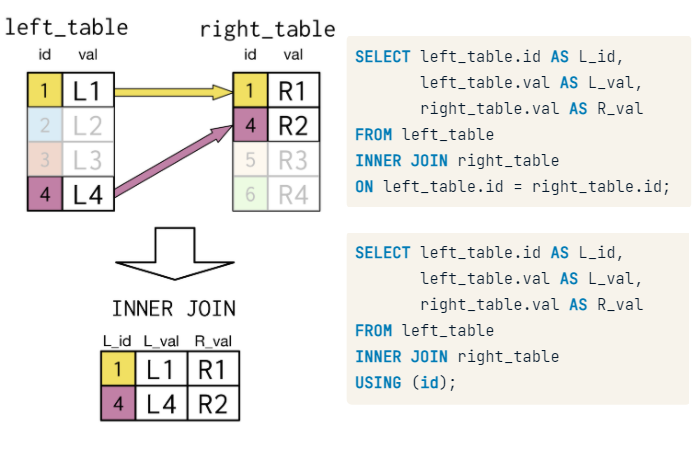 left_table
id val
1 L1
2 L2
3 L3
4 L4
right_table
id val
1 R1
4 R2
5 R3
6 R4
INNER JOIN
L_id L_val R_val
1 L1 R1
4 L4 R2
SELECT left_table.id AS L_id,
left_table.val AS L_val,
right_table.val AS R_val
FROM left_table
INNER JOIN right_table
ON left_table.id = right_table.id;
SELECT left_table.id AS L_id,
left_table.val AS L_val,
right_table.val AS R_val
FROM left_table
INNER JOIN right_table
USING (id);